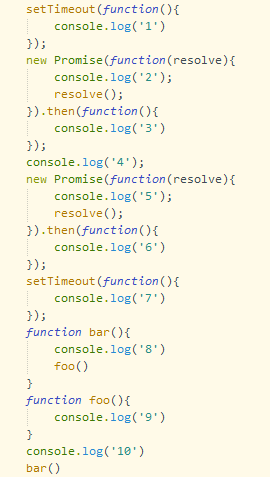 setTimeout(function(){
    console.log('1')
});
new Promise(function(resolve){
    console.log('2');
    resolve();
}).then(function(){
    console.log('3')
});
console.log('4');
new Promise(function(resolve){
    console.log('5');
    resolve();
}).then(function(){
    console.log('6')
});
setTimeout(function(){
    console.log('7')
});
function bar(){
    console.log('8')
    foo()
}
function foo(){
    console.log('9')
}
console.log('10')
bar()